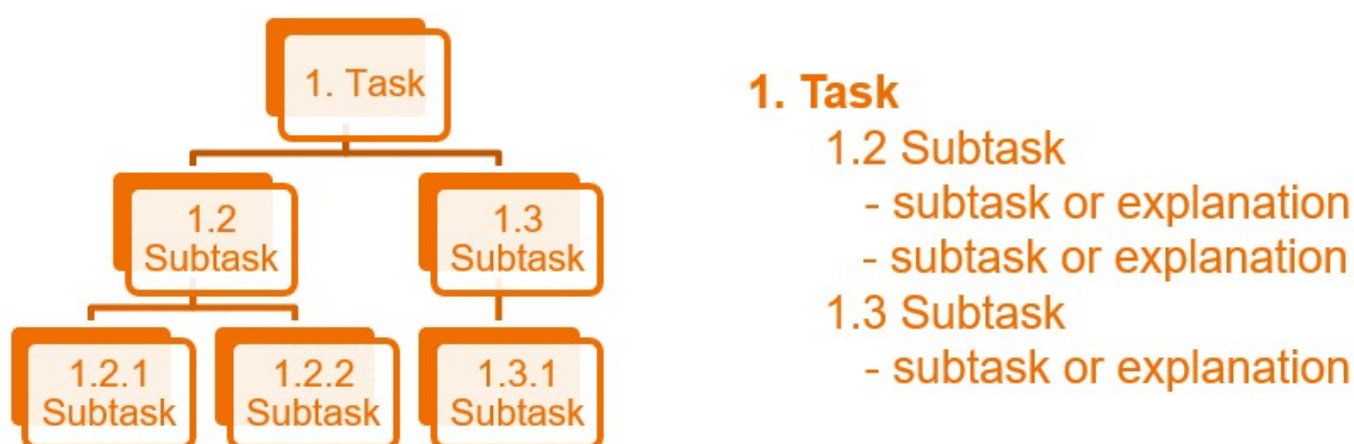 1. Task
1.2
Subtask
1.3
Subtask
1.2.1
Subtask
1.2.2
Subtask
1.3.1
Subtask
1. Task
1.2 Subtask
- subtask or explanation
- subtask or explanation
1.3 Subtask
- subtask or explanation